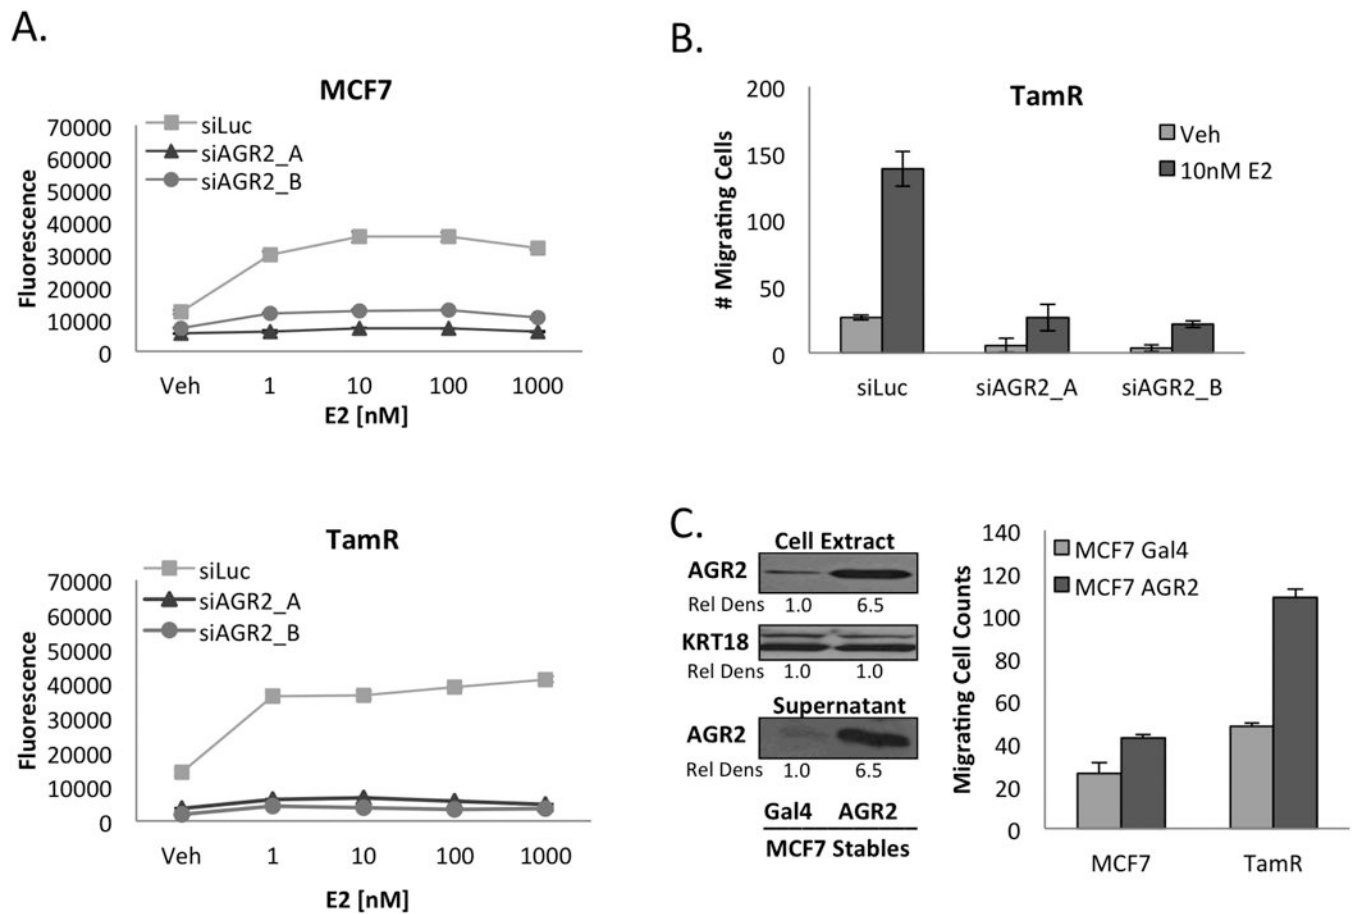 A.
MCF7
siLuc
siAGR2_A
siAGR2_B
70000
60000
50000
40000
30000
20000
10000
0
Fluorescence
Veh 1 10 100 1000
E2 [nM]
TamR
siLuc
siAGR2_A
siAGR2_B
70000
60000
50000
40000
30000
20000
10000
0
Fluorescence
Veh 1 10 100 1000
E2 [nM]
B.
TamR
Veh
10nM E2
200
150
100
50
0
# Migrating Cells
siLuc siAGR2_A siAGR2_B
C.
Cell Extract
AGR2
Rel Dens 1.0 6.5
KRT18
Rel Dens 1.0 1.0
Supernatant
AGR2
Rel Dens 1.0 6.5
Gal4 AGR2
MCF7 Stables
MCF7 Gal4
MCF7 AGR2
140
120
100
80
60
40
20
0
Migrating Cell Counts
MCF7 TamR